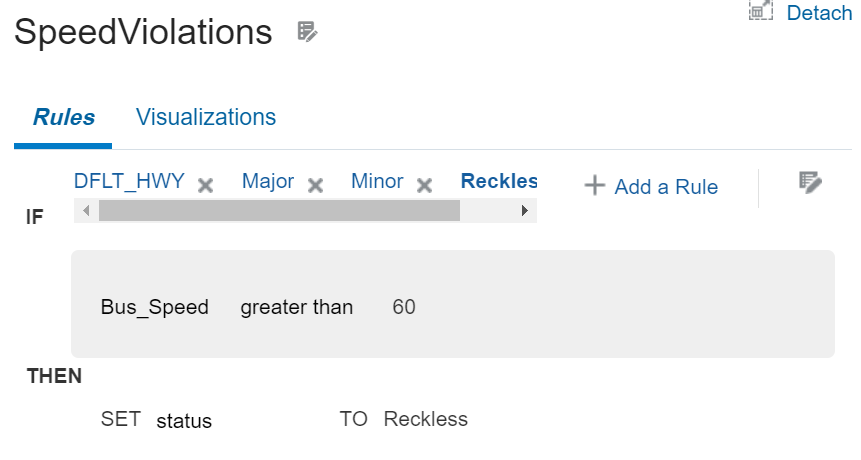 SpeedViolations
Detach
Rules Visualizations
DFLT_HWY Major Minor Reckles
Add a Rule
IF
Bus_Speed greater than 60
THEN
SET status TO Reckless